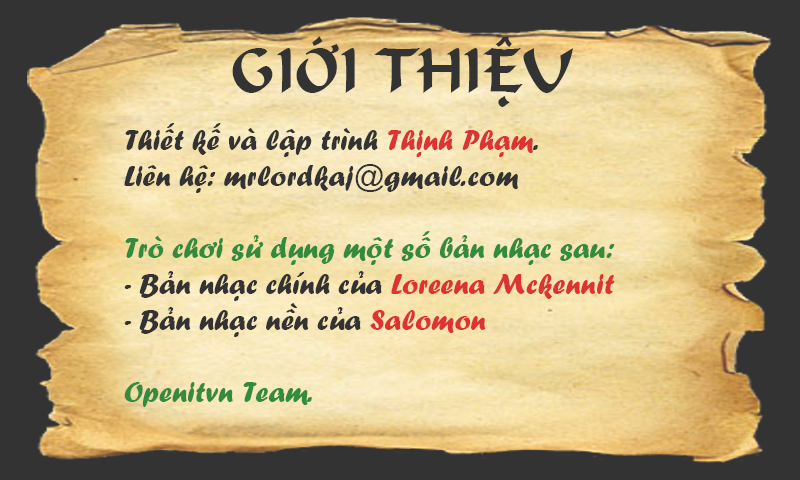 GIỚI THIỆU
Thiết kế và lập trình Thịnh Phạm.
Liên hệ: mrlordkaj@gmail.com
Trò chơi sử dụng một số bản nhạc sau:
- Bản nhạc chính của Loreena Mckennit
- Bản nhạc nền của Salomon
Openitvn Team.